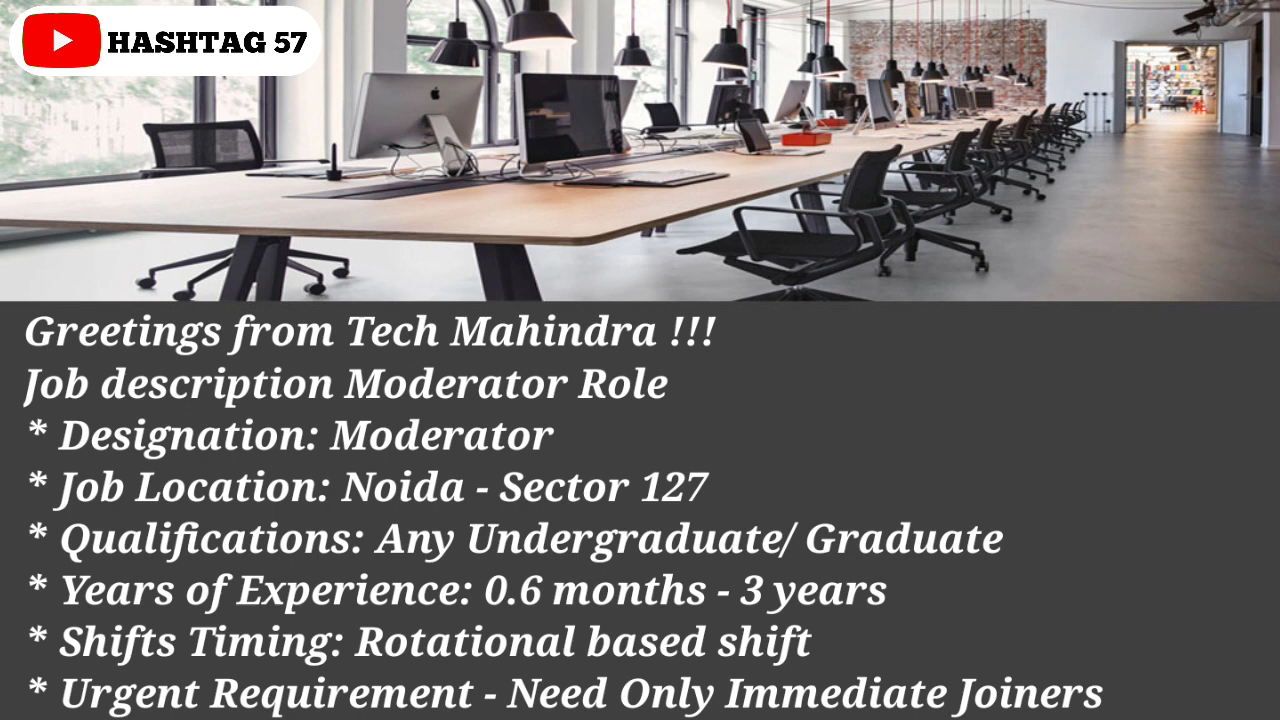 HASHTAG 57
Greetings from Tech Mahindra !!!
Job description Moderator Role
* Designation: Moderator
* Job Location: Noida - Sector 127
* Qualifications: Any Undergraduate/ Graduate
* Years of Experience: 0.6 months - 3 years
* Shifts Timing: Rotational based shift
* Urgent Requirement - Need Only Immediate Joiners